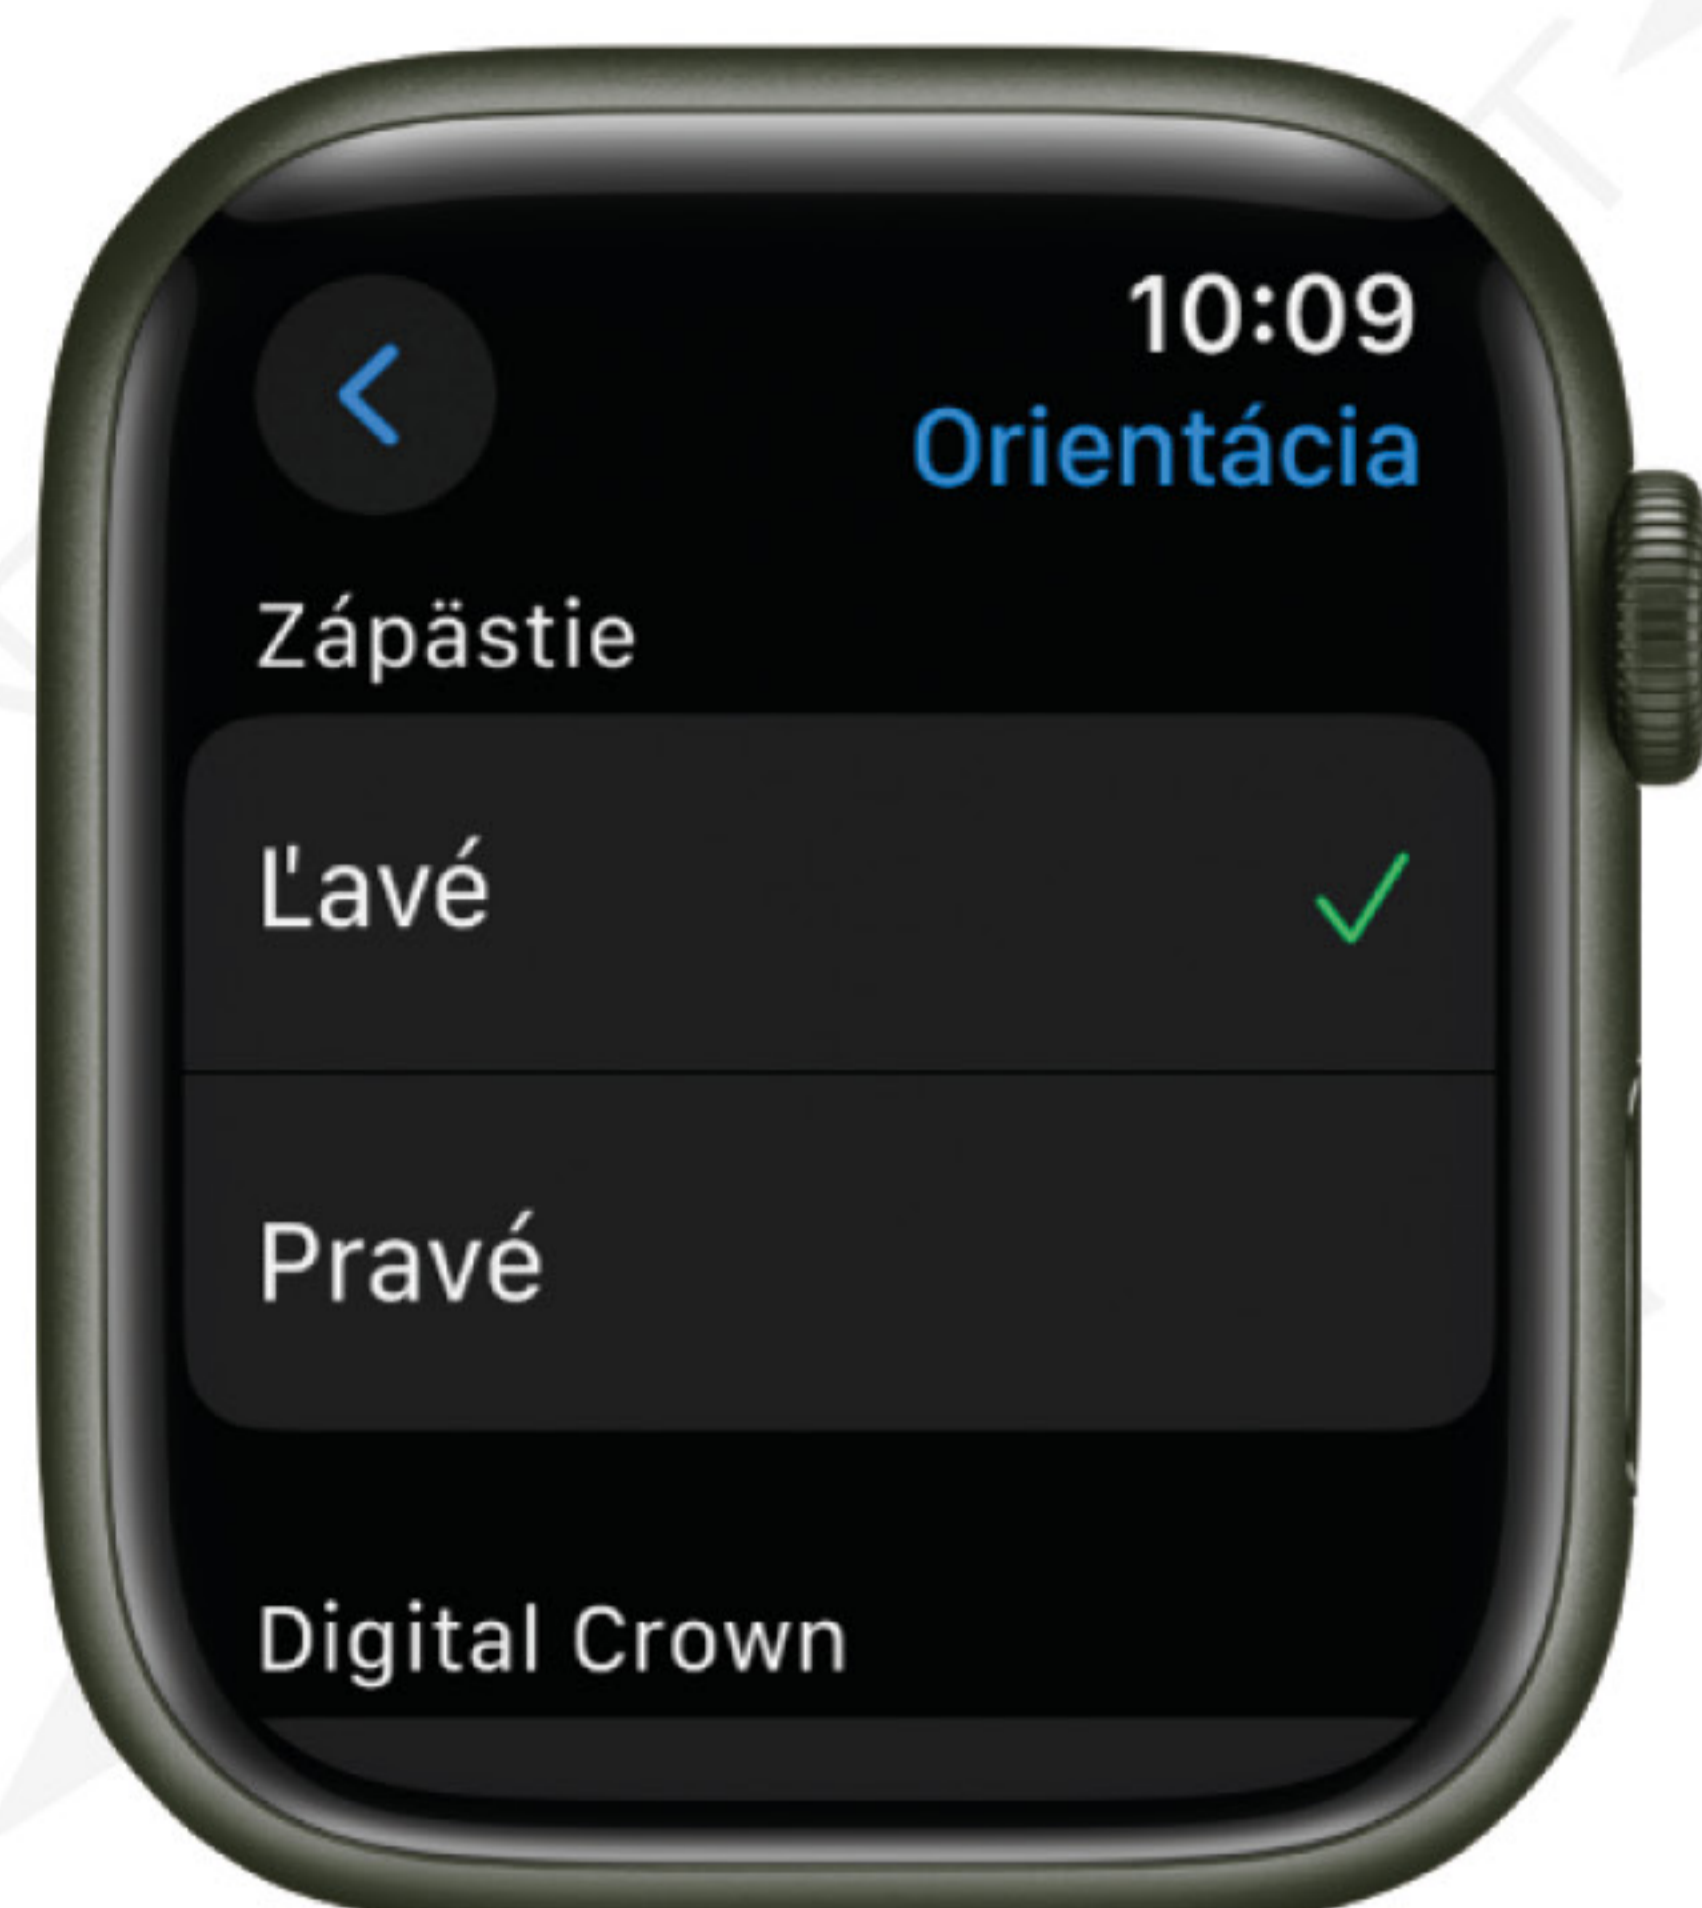 10:09
Orientácia
Zápästie
Ľavé
Pravé
Digital Crown